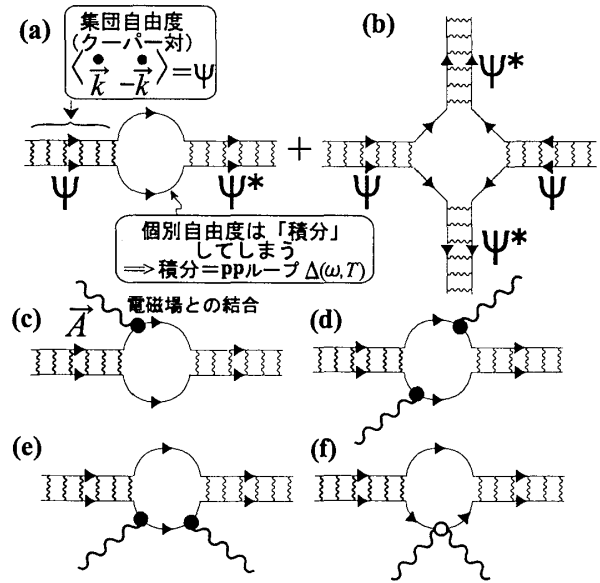 (a)
集団自由度
(クーパー対)
⟨k⃗ −k⃗⟩=Ψ
(b)
Ψ*
Ψ
Ψ*
+
Ψ
Ψ
Ψ*
個別自由度は「積分」
してしまう
⟹積分=ppループ Δ(ω,T)
(c)
A⃗
電磁場との結合
(d)
(e)
(f)